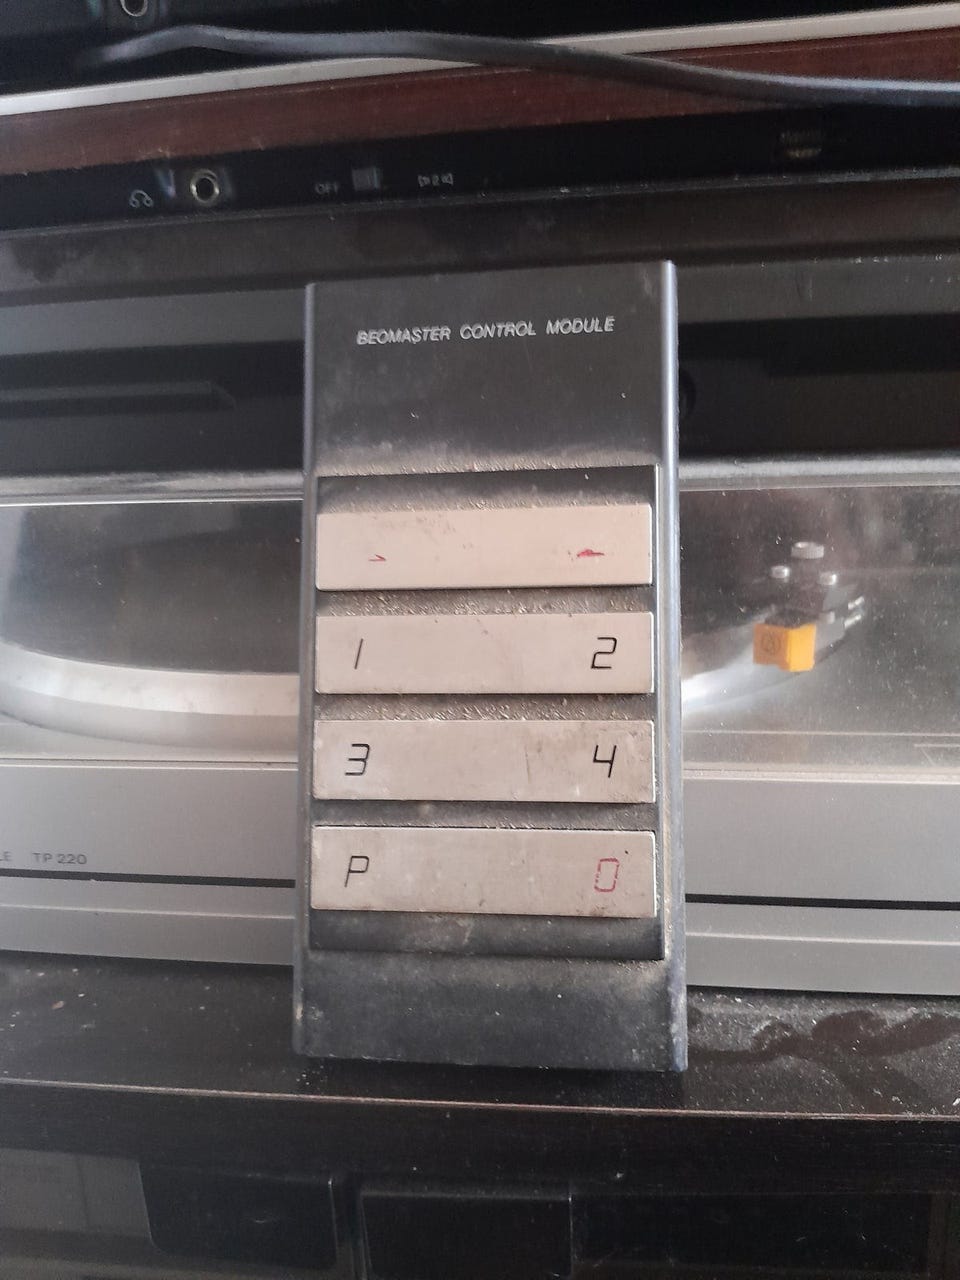 OFF
BEOMASTER CONTROL MODULE
1 2
3 4
P 0
TP 220